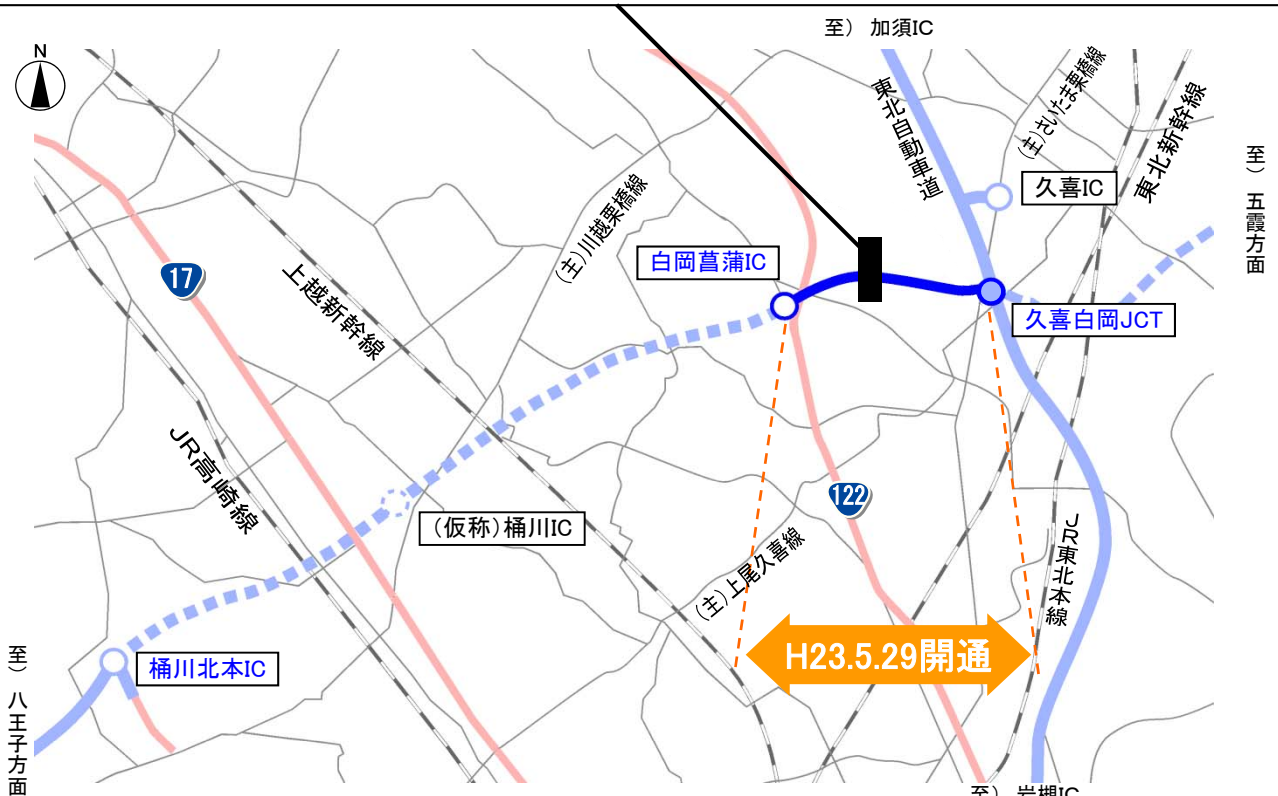 至） 加須IC
N
東北自動車道
(主)さいたま栗橋線
東北新幹線
至） 五霞方面
久喜IC
(主)川越栗橋線
白岡菖蒲IC
17
上越新幹線
久喜白岡JCT
JR高崎線
122
(仮称)桶川IC
JR東北本線
(主)上尾久喜線
H23.5.29開通
桶川北本IC
至） 八王子方面
至） 岩槻IC